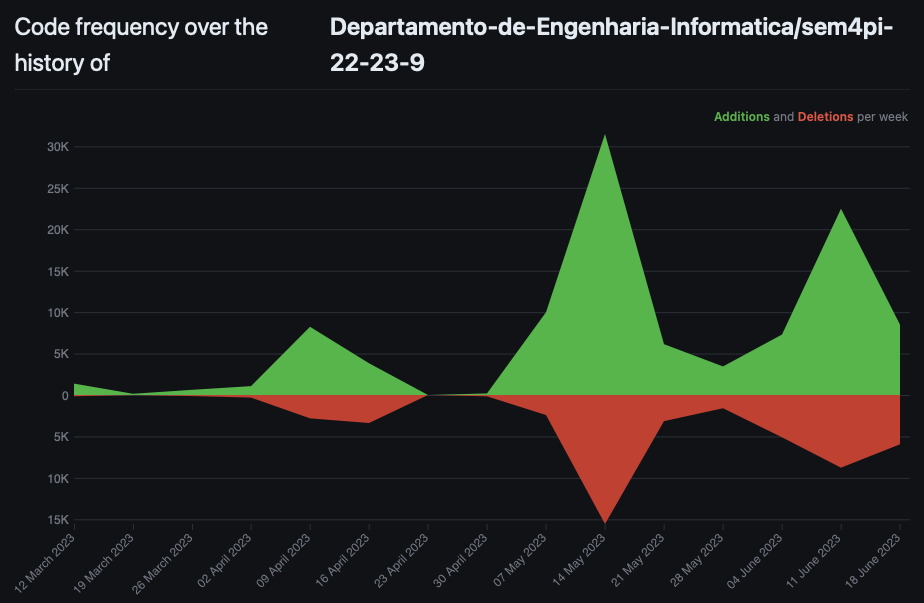 Code frequency over the
history of
Departamento-de-Engenharia-Informatica/sem4pi-
22-23-9
Additions and Deletions per week
30K
25K
20K
15K
10K
5K
0
5K
10K
15K
12 March 2023
19 March 2023
26 March 2023
02 April 2023
09 April 2023
16 April 2023
23 April 2023
30 April 2023
07 May 2023
14 May 2023
21 May 2023
28 May 2023
04 June 2023
11 June 2023
18 June 2023